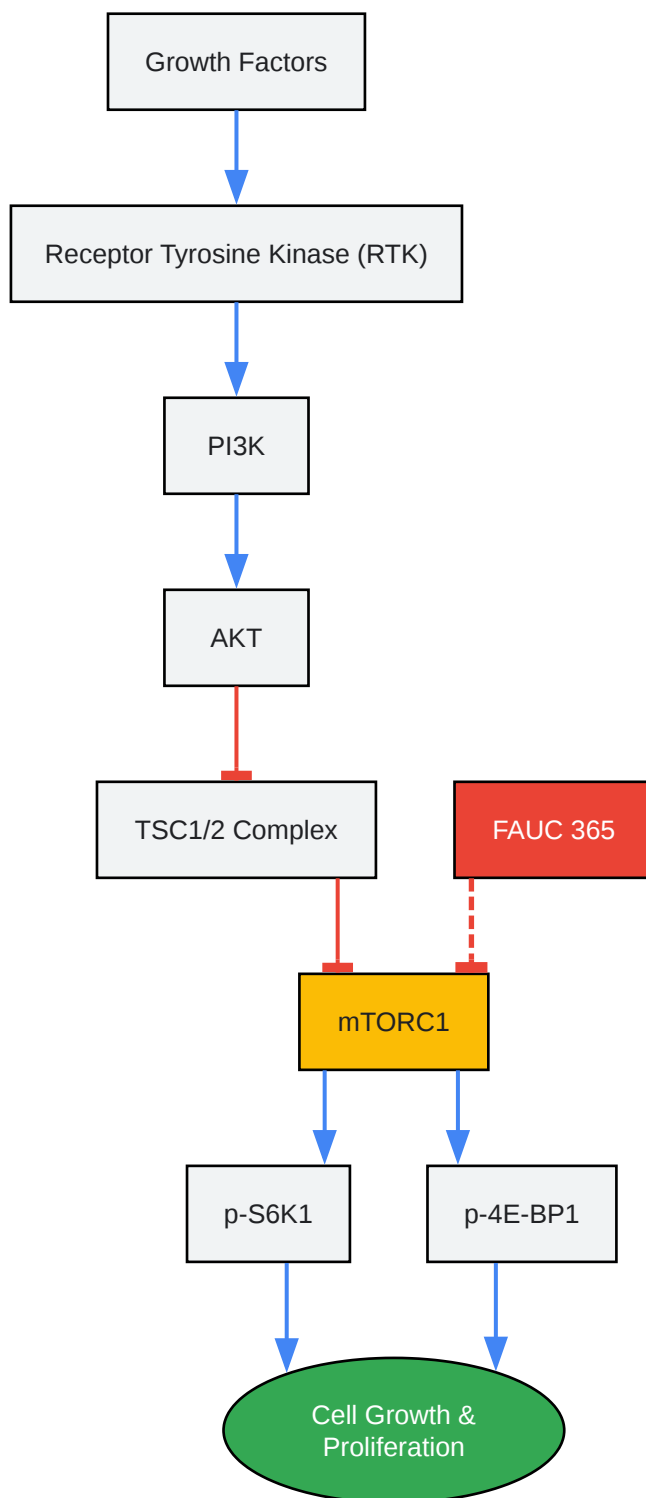 Growth Factors
Receptor Tyrosine Kinase (RTK)
PI3K
AKT
TSC1/2 Complex
FAUC 365
mTORC1
p-S6K1
p-4E-BP1
Cell Growth &
Proliferation